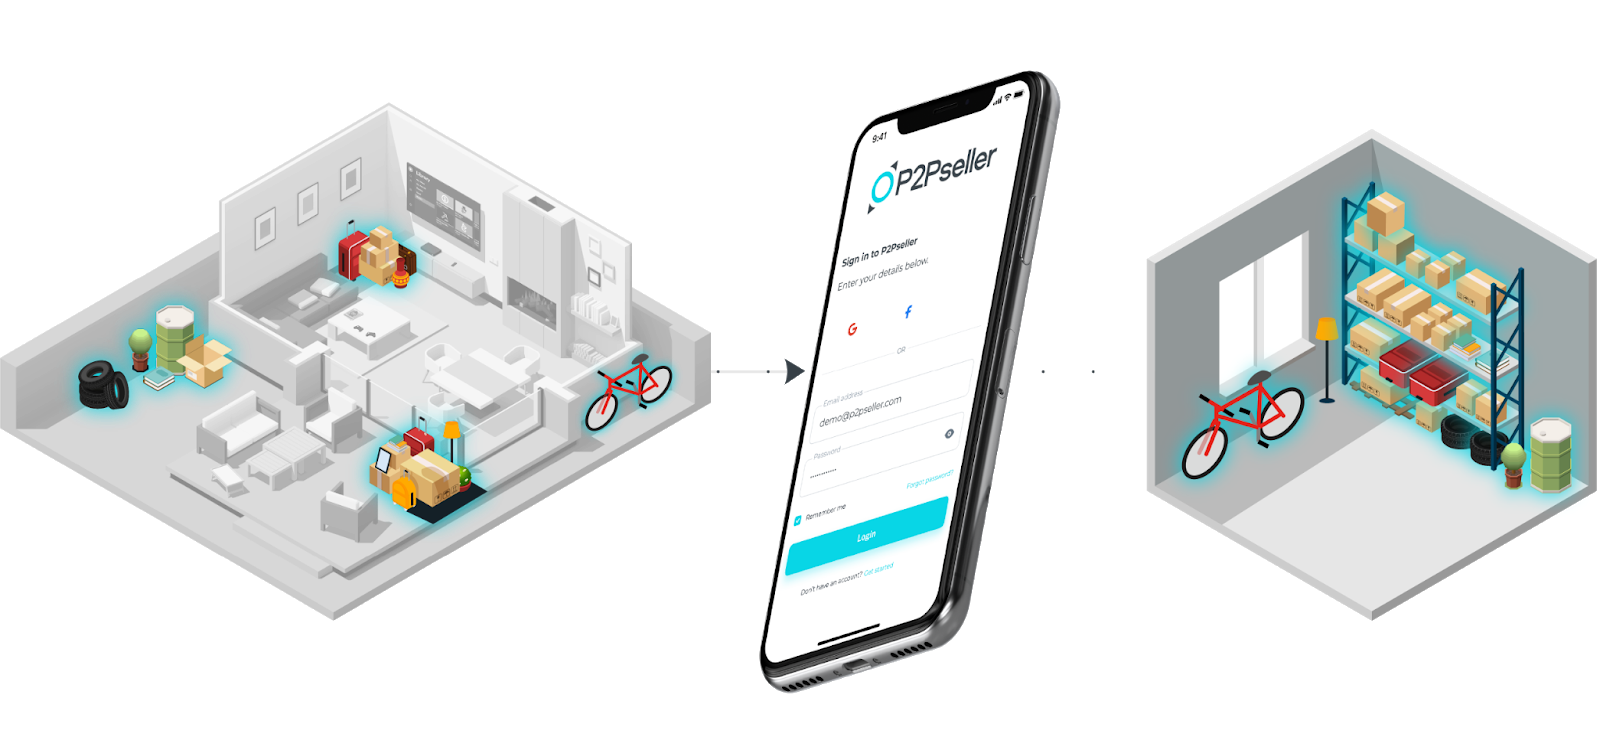 9:41
P2Pseller
Sign in to P2Pseller
Enter your details below.
G
f
OR
Email address
demo@p2pseller.com
Password
Forgot password?
Remember me
Login
Don't have an account? Get started